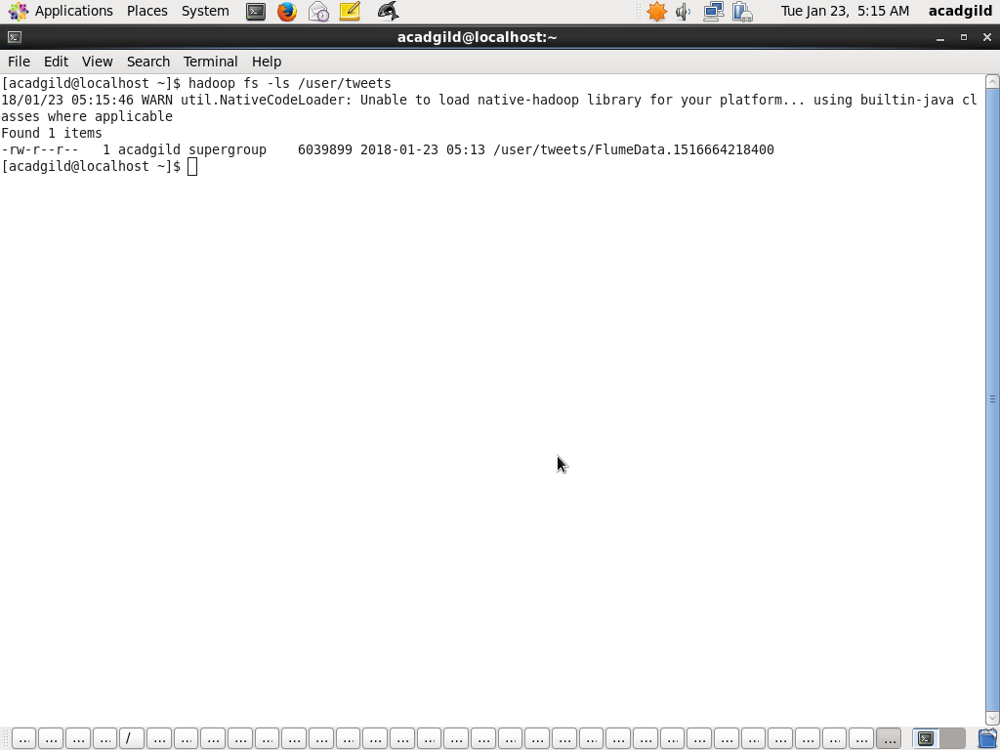 Applications Places System Tue Jan 23, 5:15 AM acadgild
acadgild@localhost:~
File Edit View Search Terminal Help
[acadgild@localhost ~]$ hadoop fs -ls /user/tweets
18/01/23 05:15:46 WARN util.NativeCodeLoader: Unable to load native-hadoop library for your platform... using builtin-java cl
asses where applicable
Found 1 items
-rw-r--r--   1 acadgild supergroup    6039899 2018-01-23 05:13 /user/tweets/FlumeData.1516664218400
[acadgild@localhost ~]$
... ... ... ... / ... ... ... ... ... ... ... ... ... ... ... ... ... ... ... ... ... ... ... ... ... ... ... ... ... ... ... ...